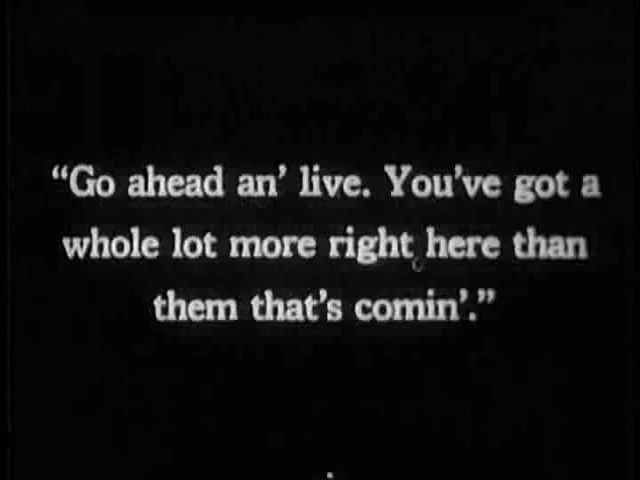 “Go ahead an’ live. You’ve got a
whole lot more right here than
them that’s comin’.”